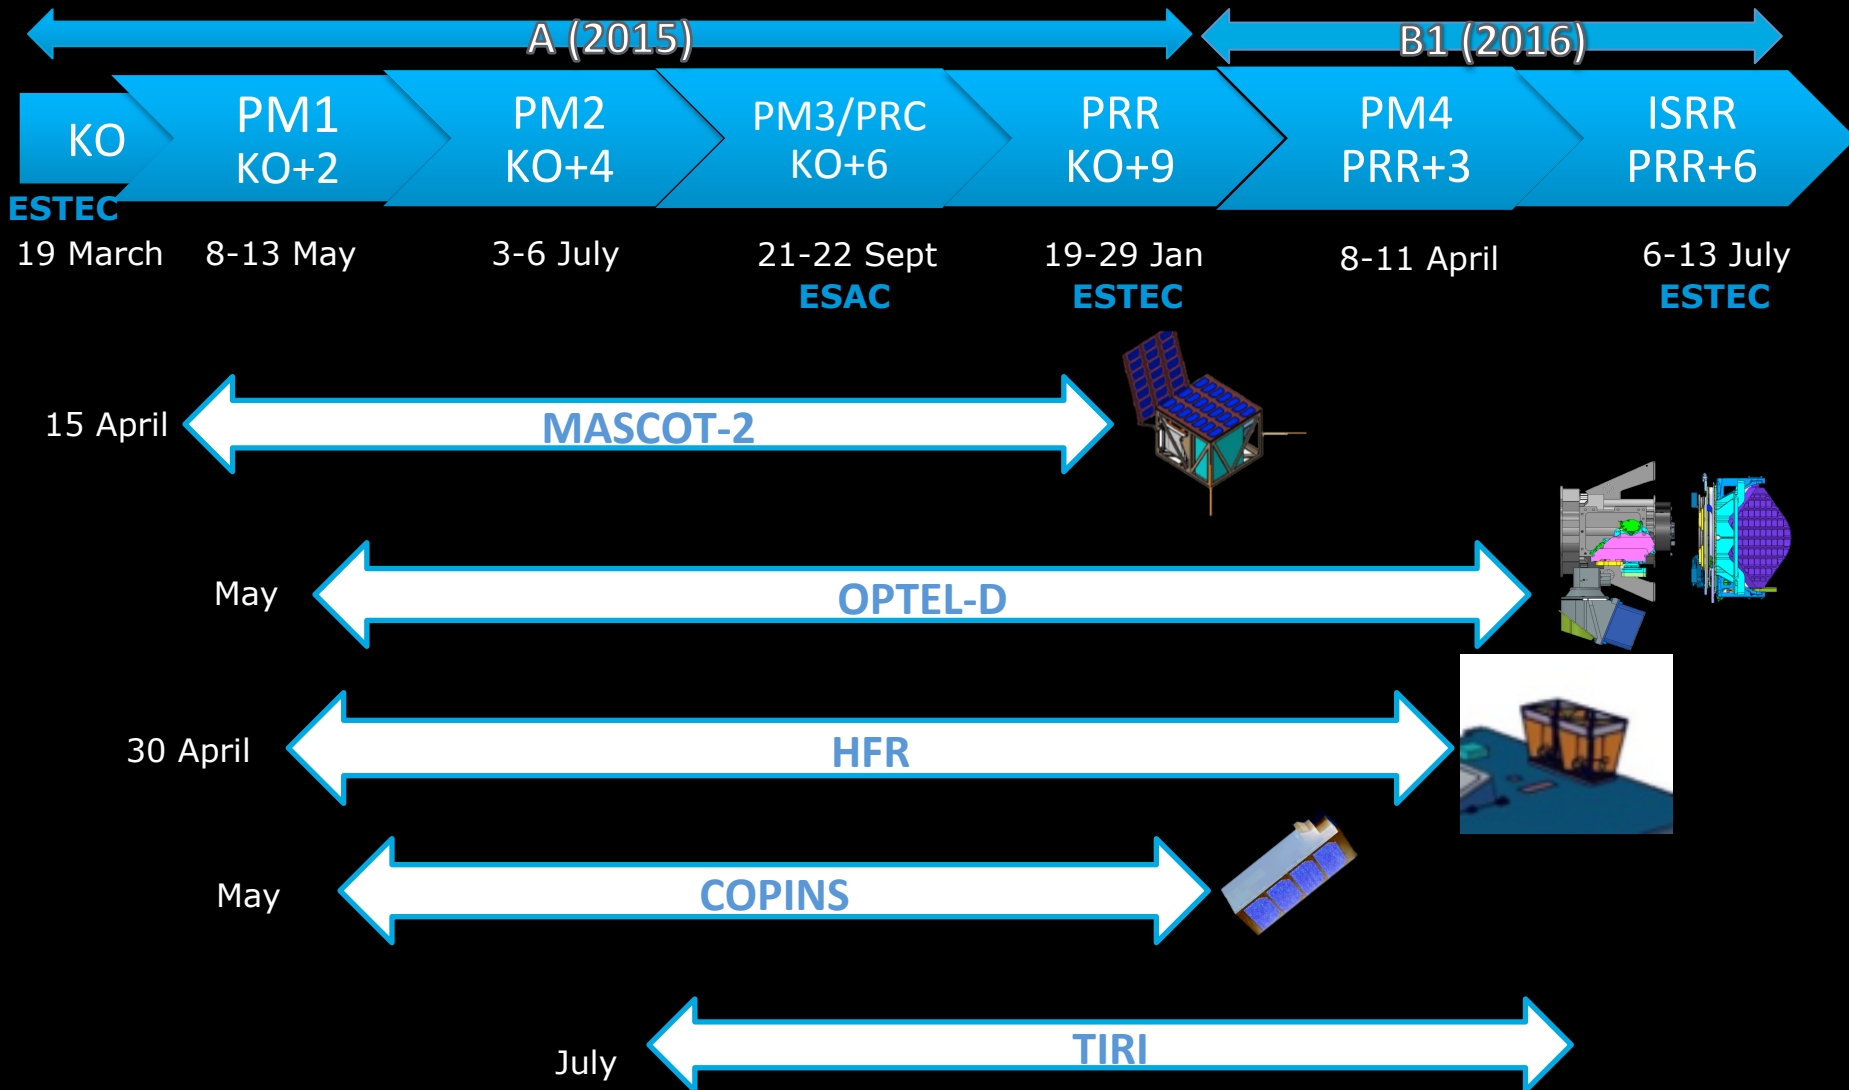 A (2015)
B1 (2016)
KO
PM1
KO+2
PM2
KO+4
PM3/PRC
KO+6
PRR
KO+9
PM4
PRR+3
ISRR
PRR+6
ESTEC
19 March
8-13 May
3-6 July
21-22 Sept
ESAC
19-29 Jan
ESTEC
8-11 April
6-13 July
ESTEC
15 April
MASCOT-2
May
OPTEL-D
30 April
HFR
May
COPINS
July
TIRI